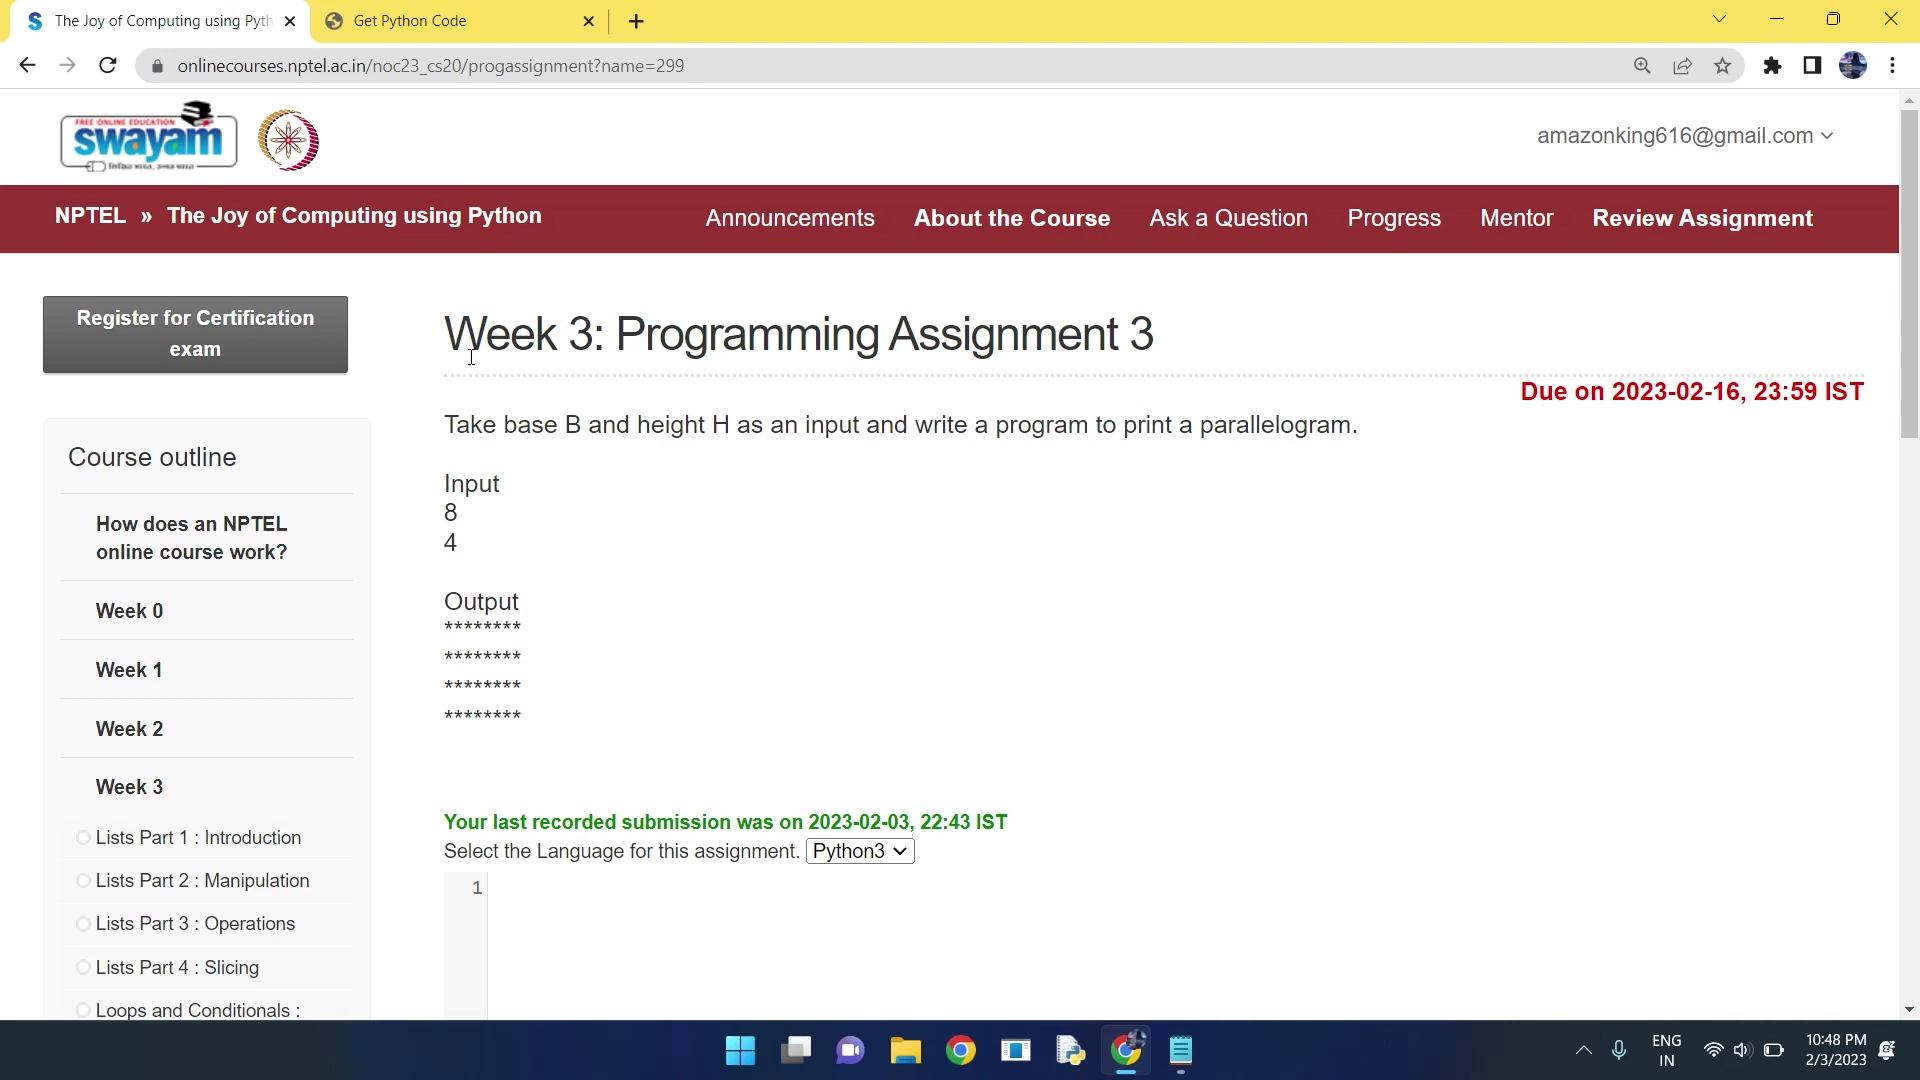 The Joy of Computing using Pyth
Get Python Code
onlinecourses.nptel.ac.in/noc23_cs20/progassignment?name=299
FREE ONLINE EDUCATION
swayam
amazonking616@gmail.com
NPTEL » The Joy of Computing using Python
Announcements About the Course Ask a Question Progress Mentor Review Assignment
Register for Certification
exam
Course outline
How does an NPTEL
online course work?
Week 0
Week 1
Week 2
Week 3
Lists Part 1 : Introduction
Lists Part 2 : Manipulation
Lists Part 3 : Operations
Lists Part 4 : Slicing
Loops and Conditionals :
Week 3: Programming Assignment 3
Due on 2023-02-16, 23:59 IST
Take base B and height H as an input and write a program to print a parallelogram.
Input
8
4
Output
********
********
********
********
Your last recorded submission was on 2023-02-03, 22:43 IST
Select the Language for this assignment. Python3
1
ENG
IN
10:48 PM
2/3/2023